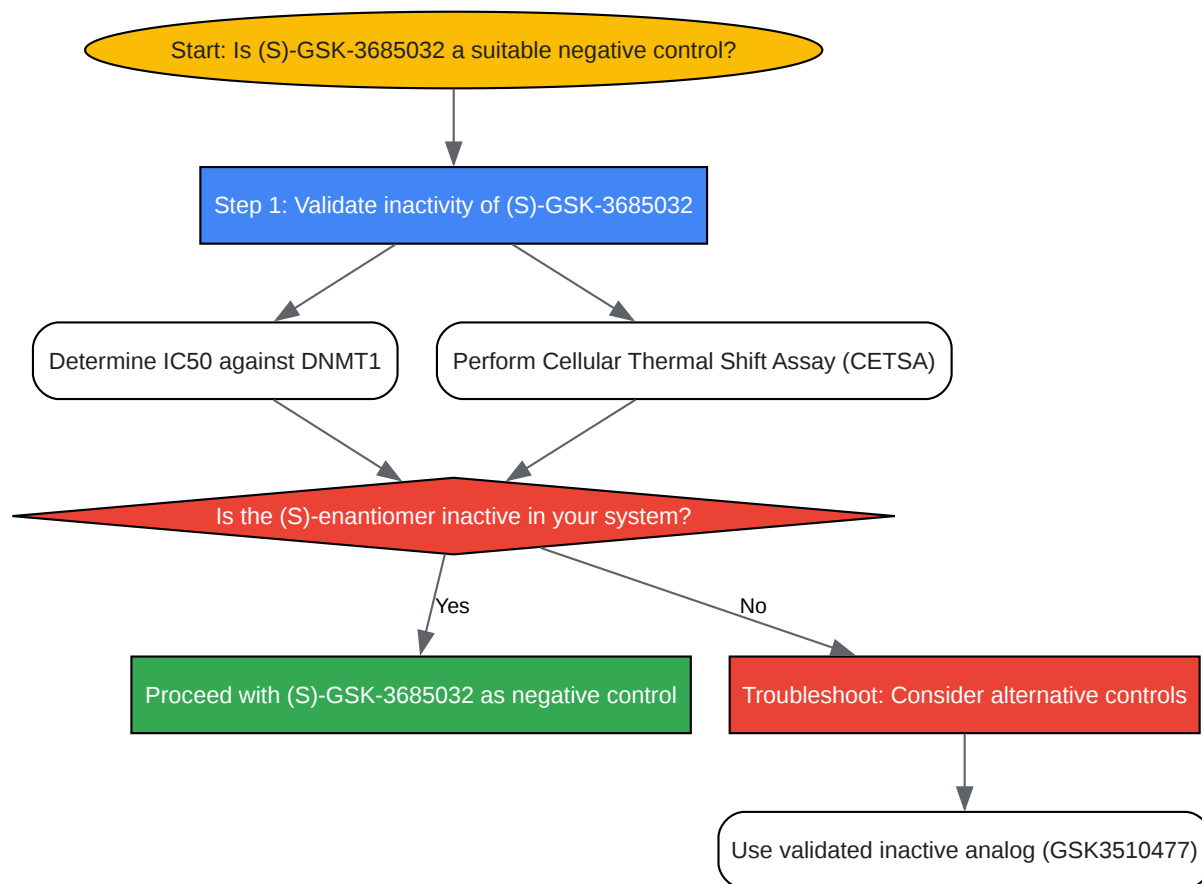 Start: Is (S)-GSK-3685032 a suitable negative control?
Step 1: Validate inactivity of (S)-GSK-3685032
Determine IC50 against DNMT1
Perform Cellular Thermal Shift Assay (CETSA)
Is the (S)-enantiomer inactive in your system?
Yes
No
Proceed with (S)-GSK-3685032 as negative control
Troubleshoot: Consider alternative controls
Use validated inactive analog (GSK3510477)